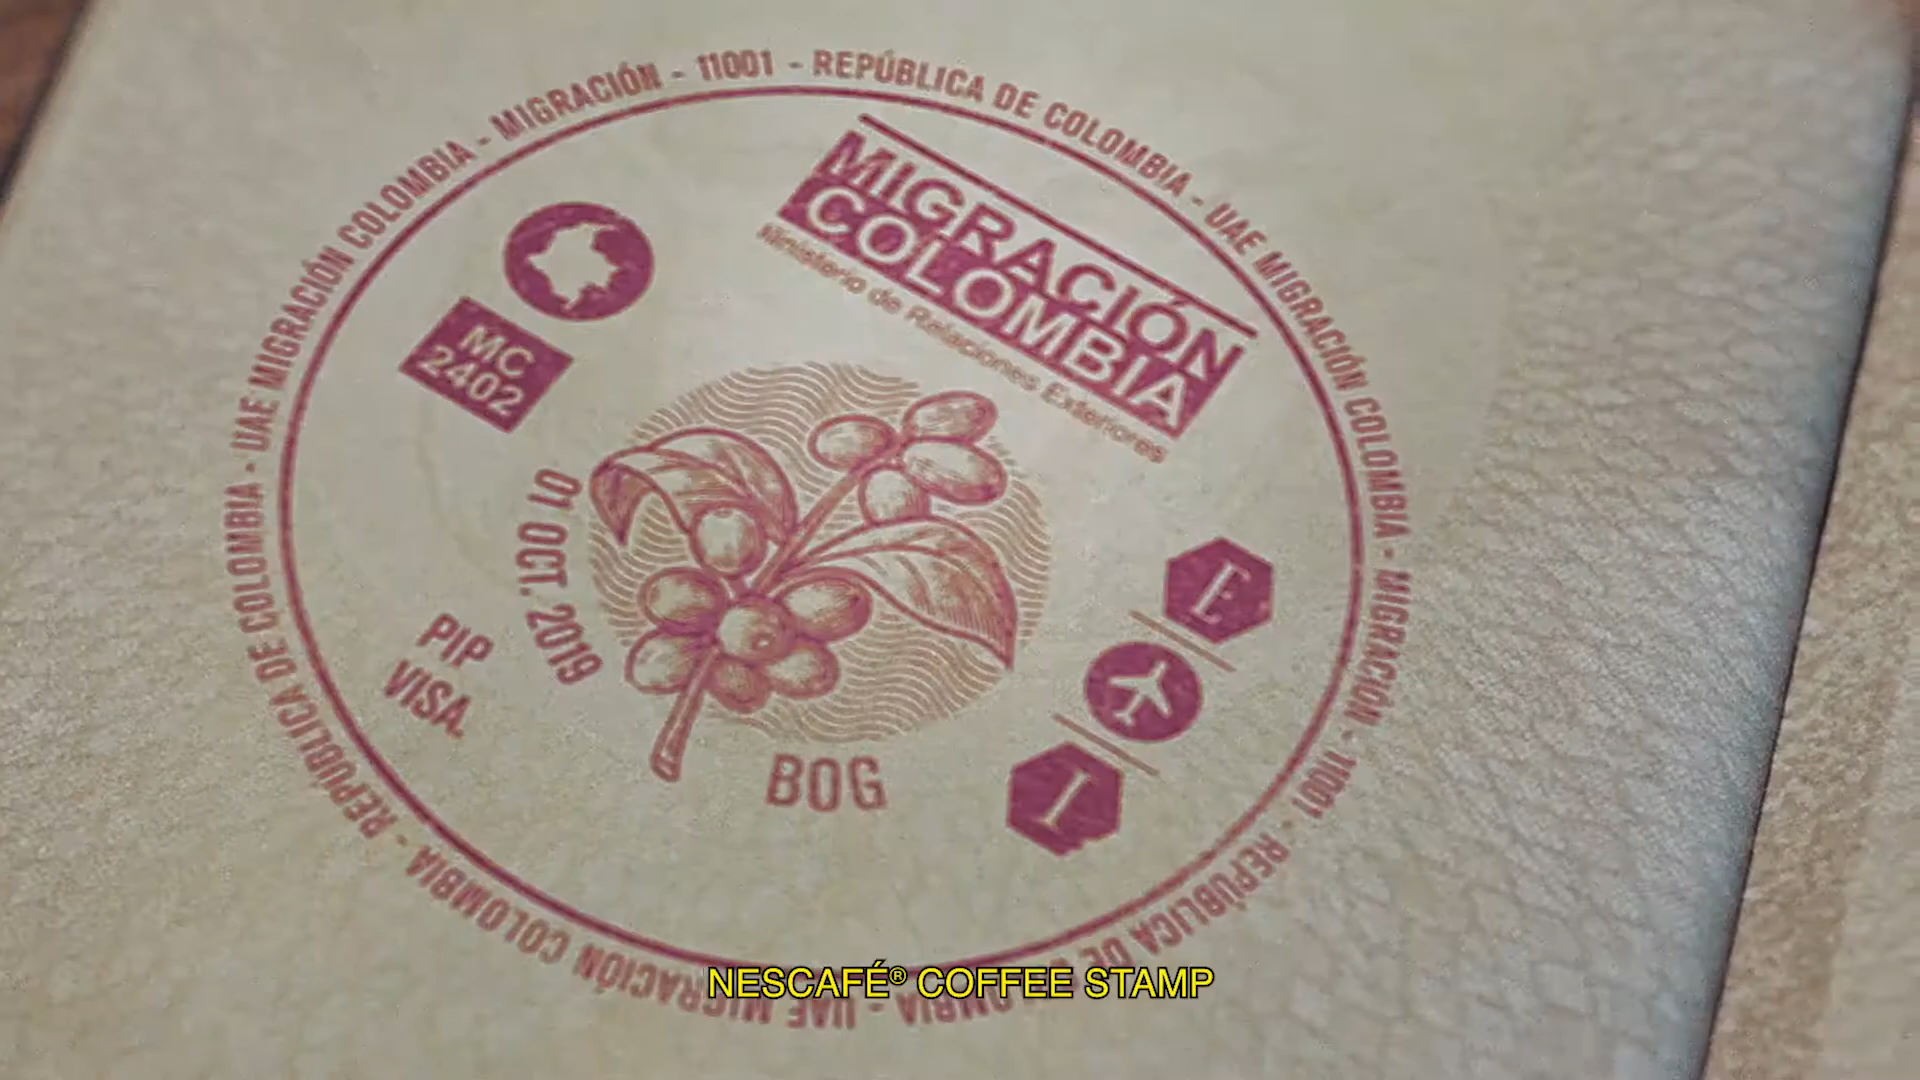 MIGRACIÓN - 11001 - REPÚBLICA DE COLOMBIA - UAE MIGRACIÓN COLOMBIA - MIGRACIÓN - 11001 - REPÚBLICA DE COLOMBIA - UAE MIGRACIÓN COLOMBIA - REPÚBLICA DE COLOMBIA - UAE MIGRACIÓN COLOMBIA -
MIGRACIÓN
COLOMBIA
Ministerio de Relaciones Exteriores
MC
2402
01 OCT. 2019
E
PIP
VISA.
I
BOG
NESCAFÉ® COFFEE STAMP